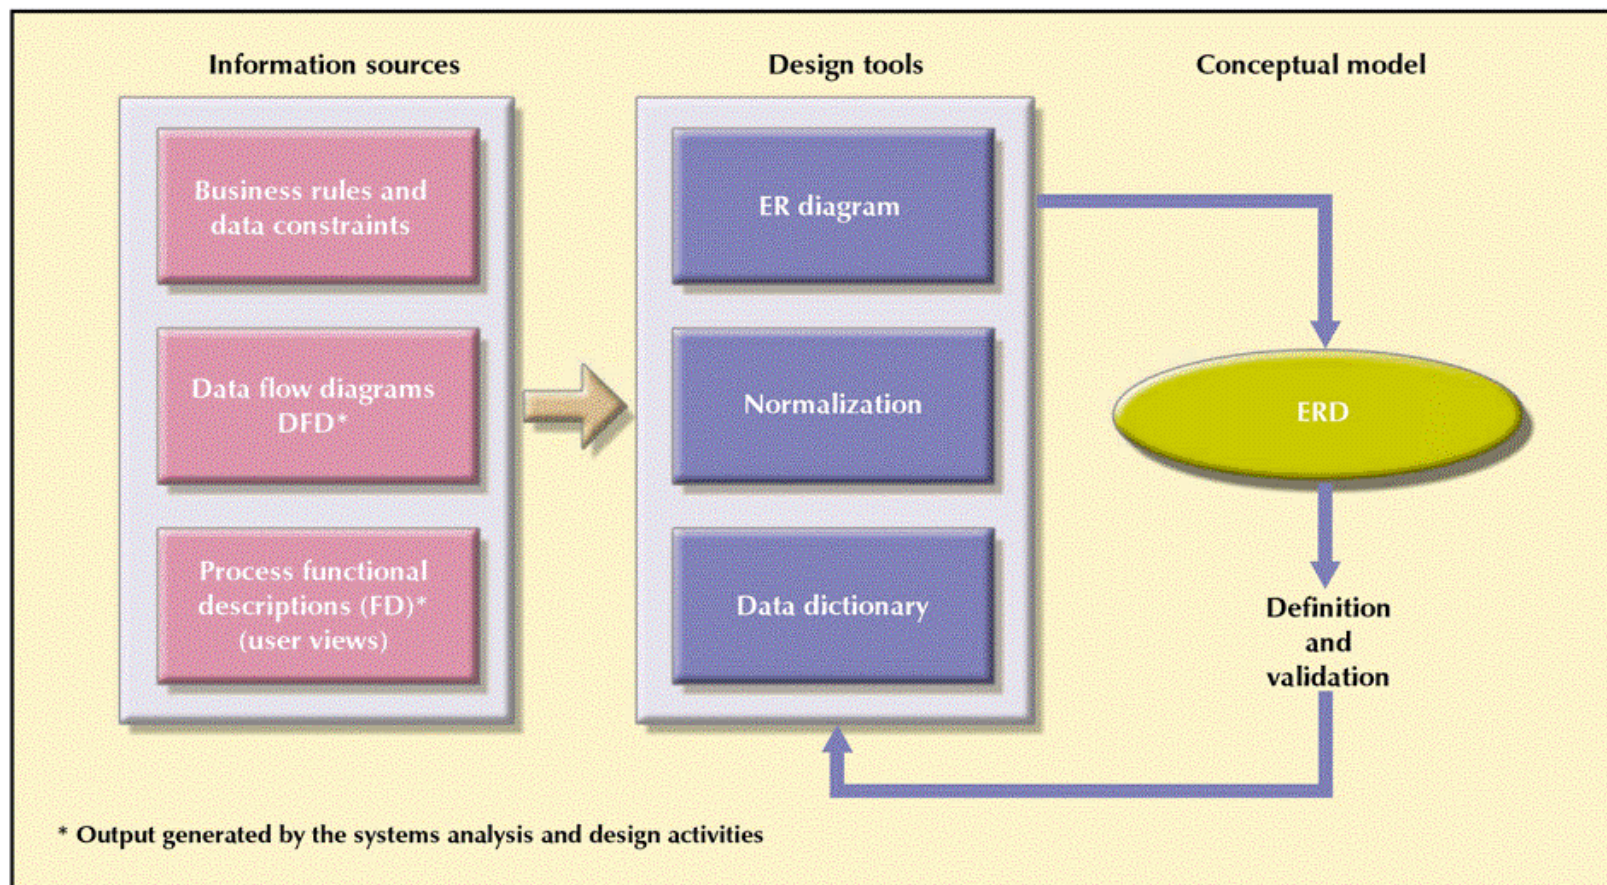 Information sources
Design tools
Conceptual model
Business rules and
data constraints
ER diagram
Data flow diagrams
DFD*
Normalization
ERD
Process functional
descriptions (FD)*
(user views)
Data dictionary
Definition
and
validation
* Output generated by the systems analysis and design activities